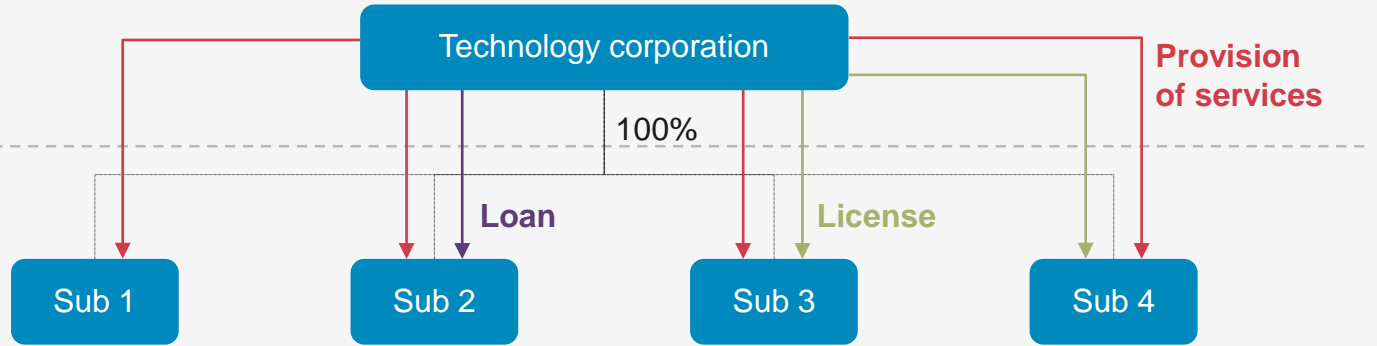 Technology corporation
Provision
of services
100%
Loan
License
Sub 1
Sub 2
Sub 3
Sub 4